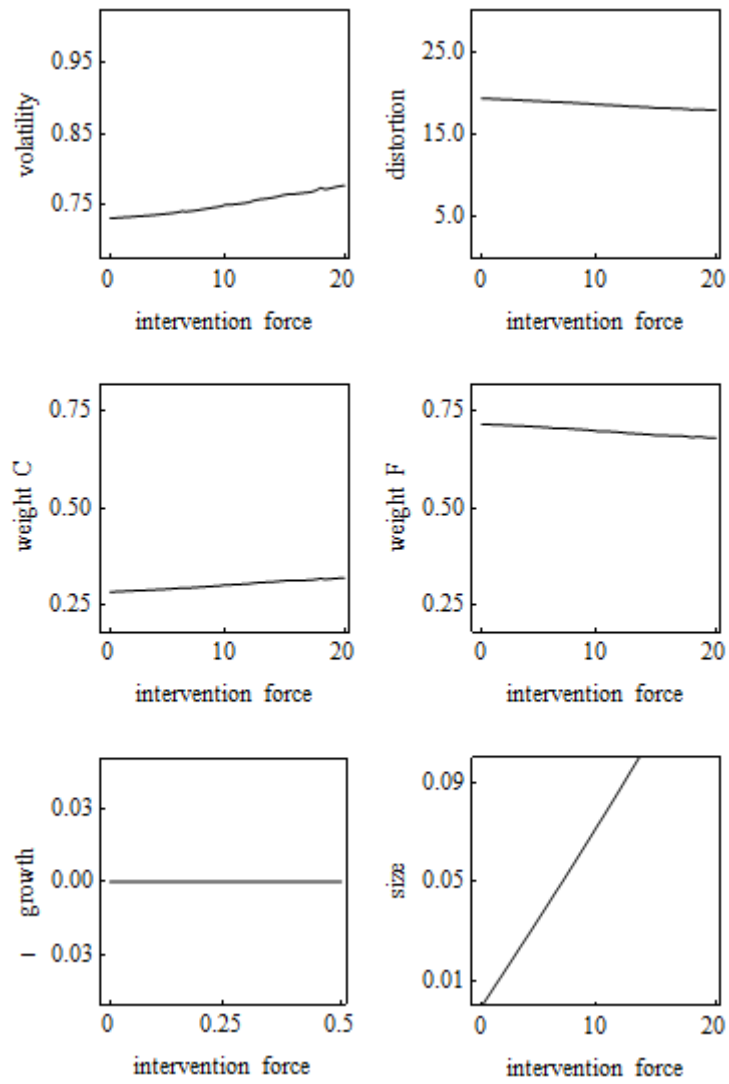 volatility
0.95
0.85
0.75
0 10 20
intervention force
distortion
25.0
15.0
5.0
0 10 20
intervention force
weight C
0.75
0.50
0.25
0 10 20
intervention force
weight F
0.75
0.50
0.25
0 10 20
intervention force
growth
0.03
0.00
– 0.03
0 0.25 0.5
intervention force
size
0.09
0.05
0.01
0 10 20
intervention force